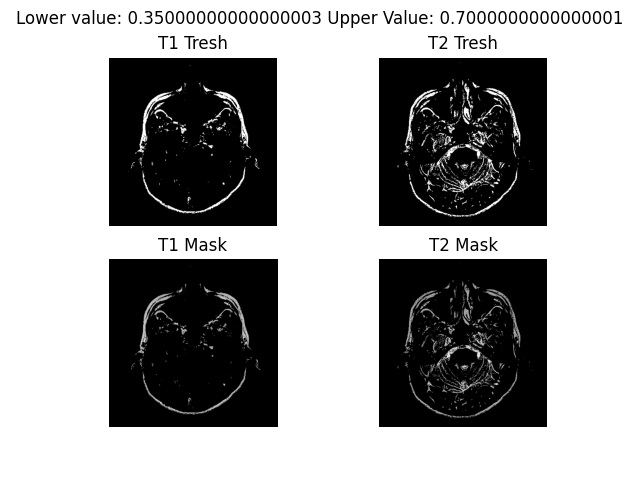 Lower value: 0.35000000000000003 Upper Value: 0.7000000000000001
T1 Tresh
T2 Tresh
T1 Mask
T2 Mask